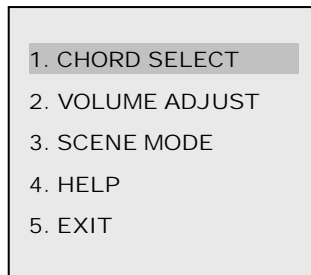 1. CHORD SELECT
2. VOLUME ADJUST
3. SCENE MODE
4. HELP
5. EXIT